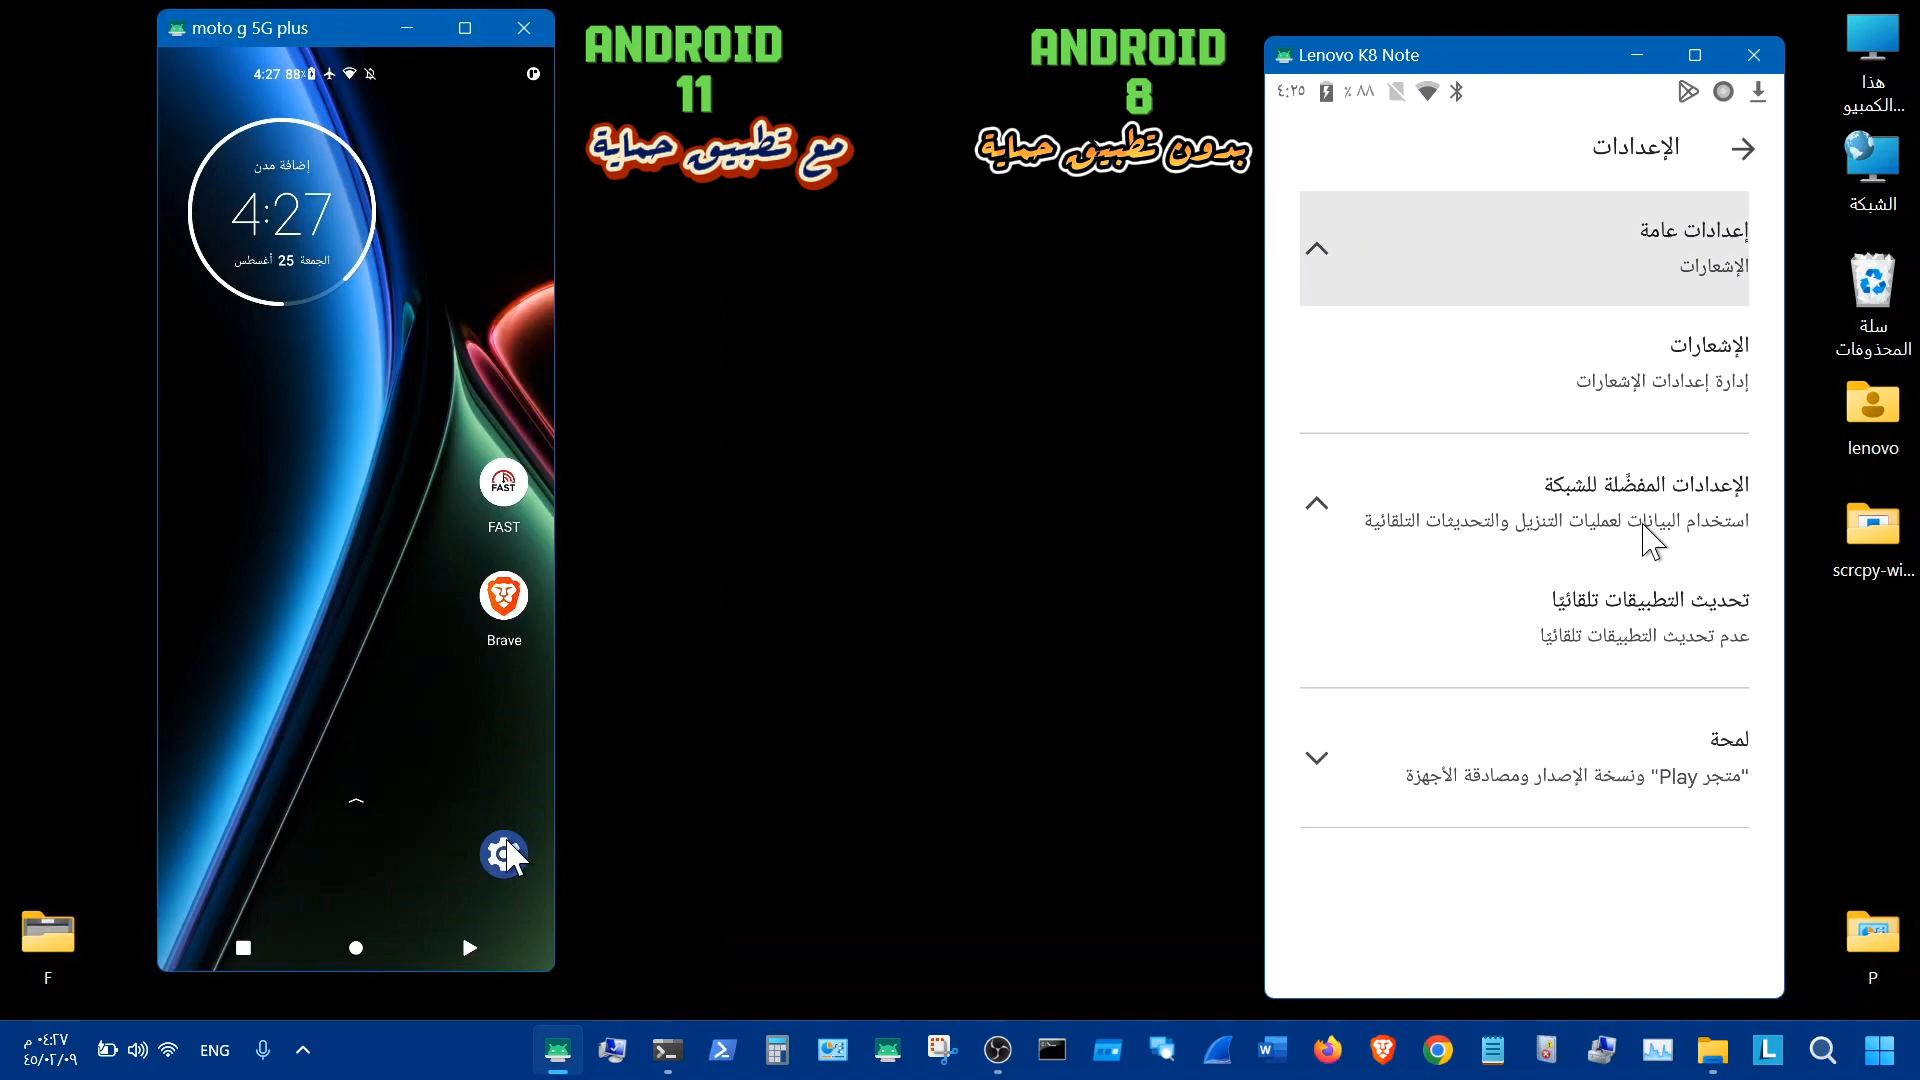 moto g 5G plus
4:27 88%
إضافة مدن
4:27
الجمعة 25 أغسطس
FAST
FAST
Brave
ANDROID
11
مع تطبيق حماية
ANDROID
8
بدون تطبيق حماية
Lenovo K8 Note
٤:٢٥ ٨٨ ٪
الإعدادات
إعدادات عامة
الإشعارات
الإشعارات
إدارة إعدادات الإشعارات
الإعدادات المفضَّلة للشبكة
استخدام البيانات لعمليات التنزيل والتحديثات التلقائية
تحديث التطبيقات تلقائيًا
عدم تحديث التطبيقات تلقائيًا
لمحة
"متجر Play" ونسخة الإصدار ومصادقة الأجهزة
هذا
الكمبيو...
الشبكة
سلة
المحذوفات
lenovo
scrcpy-wi...
P
F
٠٤:٢٧ م
٤٥/٠٢/٠٩
ENG